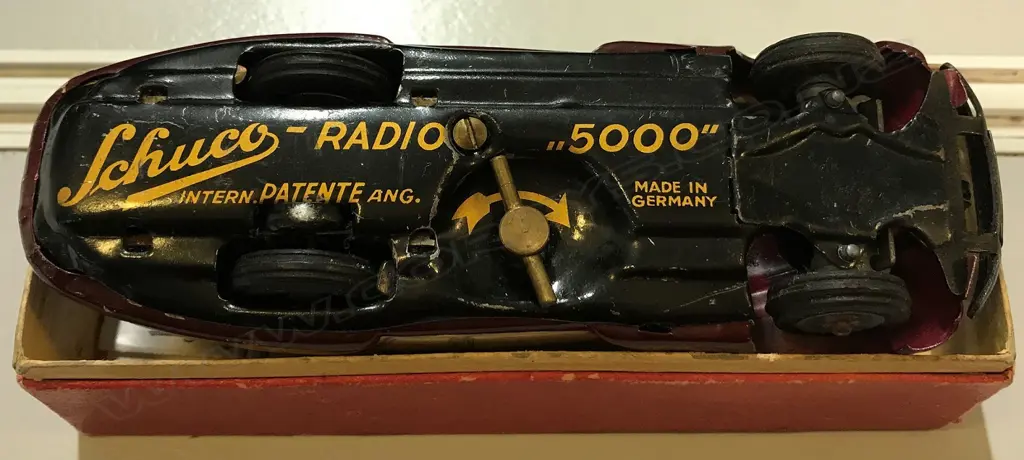 Schuco - RADIO „5000“
INTERN. PATENTE ANG.
MADE IN
GERMANY